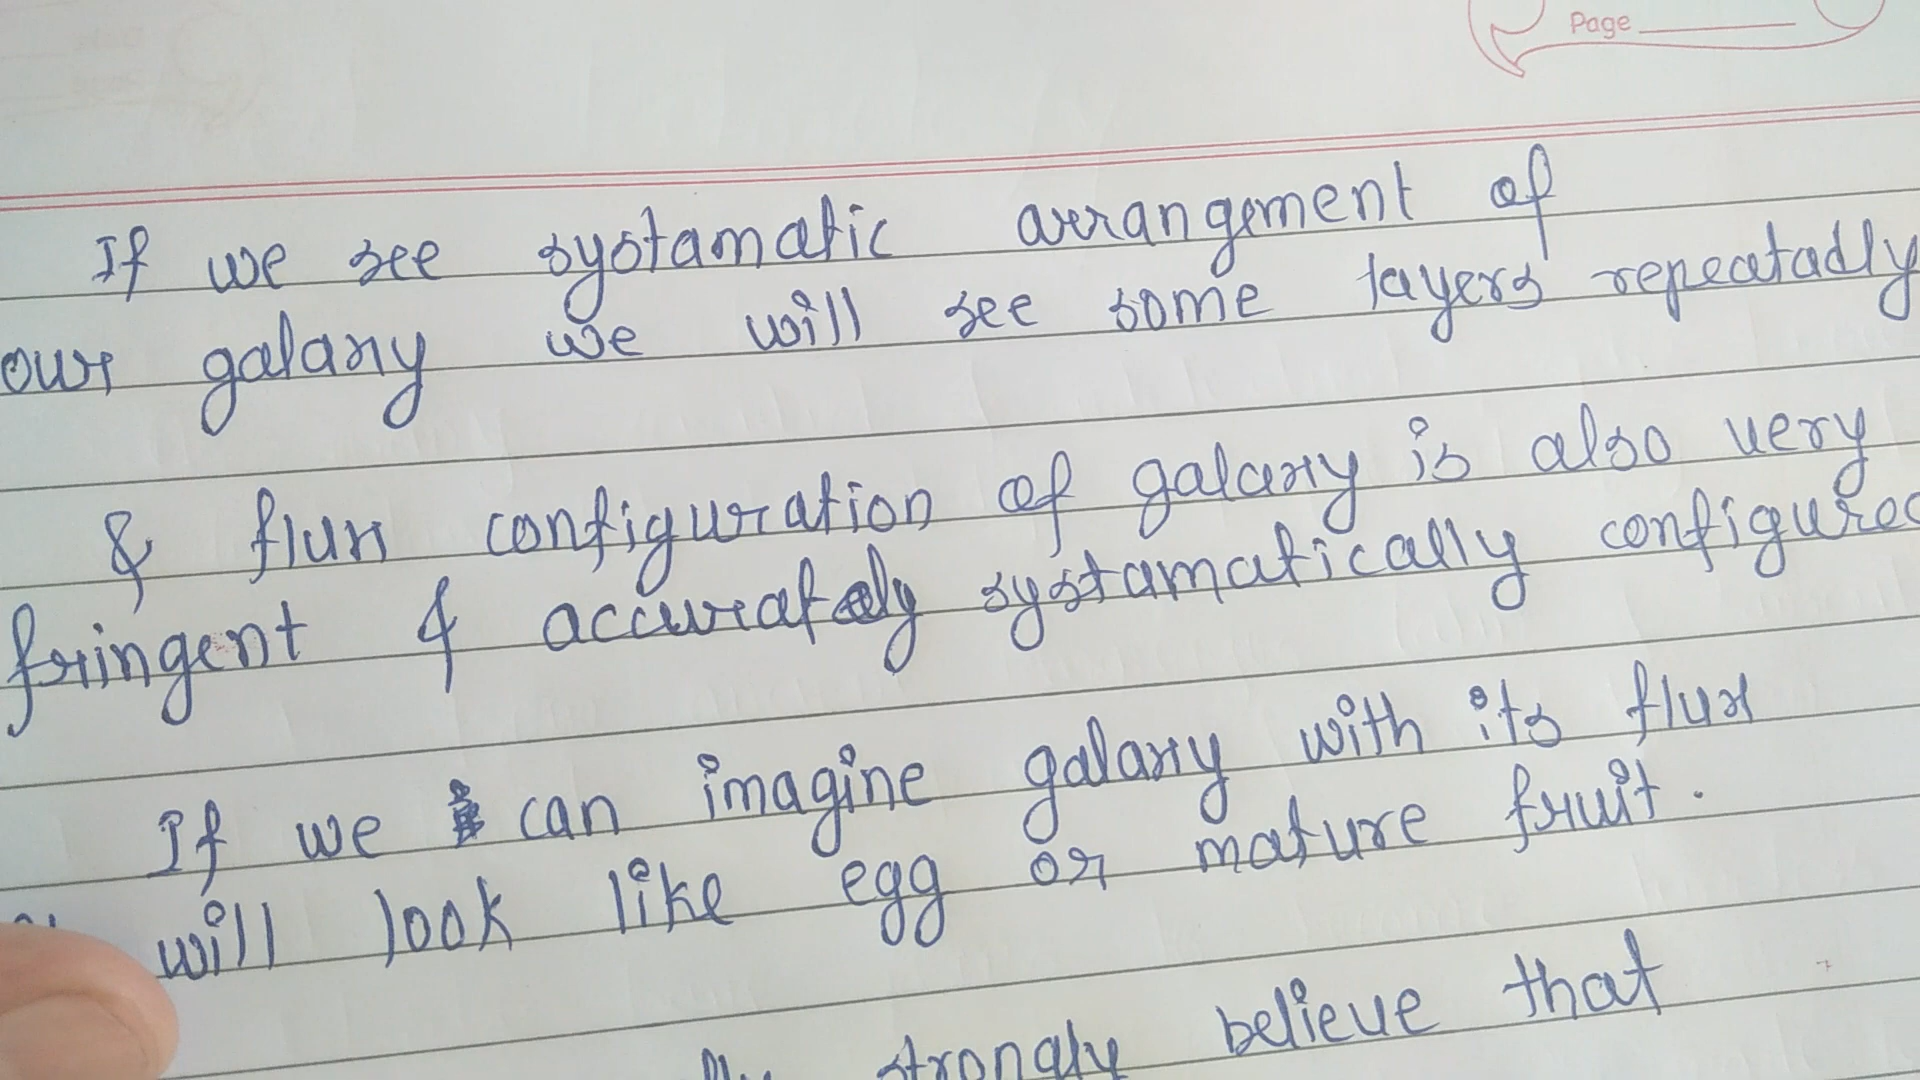 Page
If we see systamatic arrangement of
our galaxy we will see some layers repeatadly
& flux configuration of galaxy is also very
fringent & accurately systamatically configured
If we can imagine galaxy with its flux
will look like egg or mature fruit.
strongly believe that